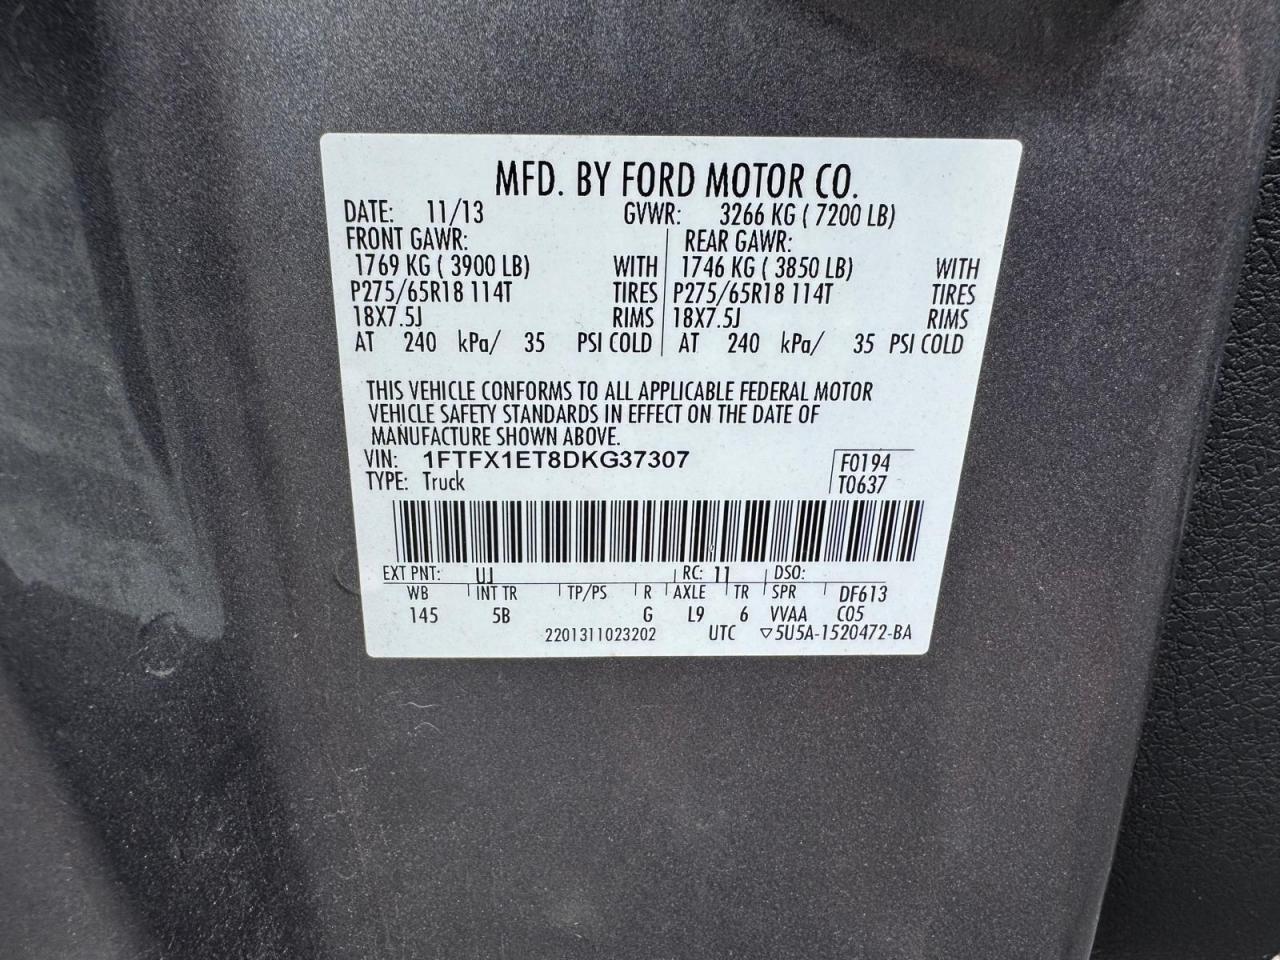 MFD. BY FORD MOTOR CO.
DATE: 11/13 GVWR: 3266 KG ( 7200 LB)
FRONT GAWR: REAR GAWR:
1769 KG ( 3900 LB) WITH 1746 KG ( 3850 LB) WITH
P275/65R18 114T TIRES P275/65R18 114T TIRES
18X7.5J RIMS 18X7.5J RIMS
AT 240 kPa/ 35 PSI COLD AT 240 kPa/ 35 PSI COLD
THIS VEHICLE CONFORMS TO ALL APPLICABLE FEDERAL MOTOR
VEHICLE SAFETY STANDARDS IN EFFECT ON THE DATE OF
MANUFACTURE SHOWN ABOVE.
VIN: 1FTFX1ET8DKG37307 F0194
TYPE: Truck T0637
EXT PNT: UJ RC: 11 DSO:
WB INT TR TP/PS R AXLE TR SPR DF613
145 5B G L9 6 VVAA C05
2201311023202 UTC ▽5U5A-1520472-BA